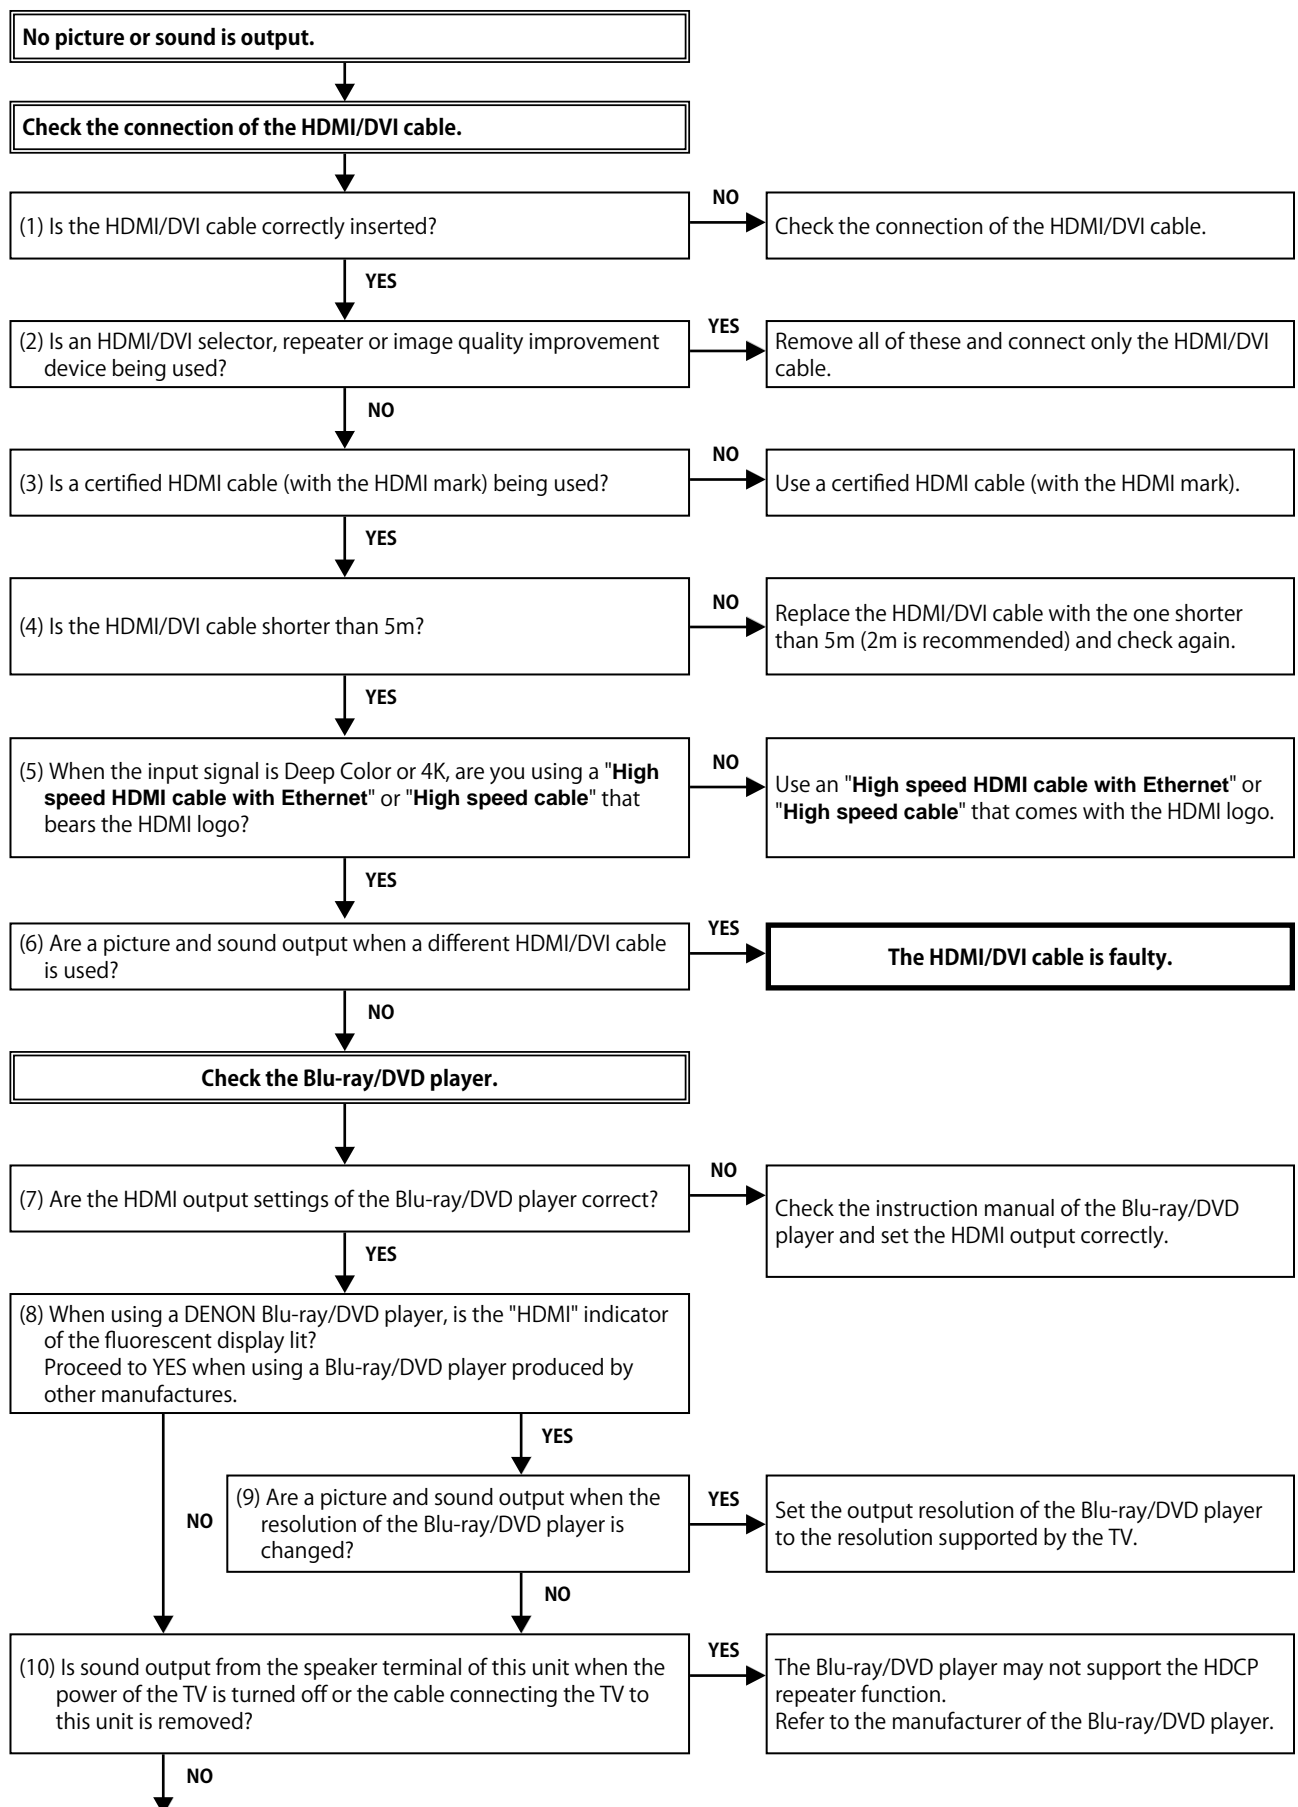 No picture or sound is output.
Check the connection of the HDMI/DVI cable.
(1) Is the HDMI/DVI cable correctly inserted?
NO
Check the connection of the HDMI/DVI cable.
YES
(2) Is an HDMI/DVI selector, repeater or image quality improvement
device being used?
YES
Remove all of these and connect only the HDMI/DVI
cable.
NO
(3) Is a certified HDMI cable (with the HDMI mark) being used?
NO
Use a certified HDMI cable (with the HDMI mark).
YES
(4) Is the HDMI/DVI cable shorter than 5m?
NO
Replace the HDMI/DVI cable with the one shorter
than 5m (2m is recommended) and check again.
YES
(5) When the input signal is Deep Color or 4K, are you using a "High
speed HDMI cable with Ethernet" or "High speed cable" that
bears the HDMI logo?
NO
Use an "High speed HDMI cable with Ethernet" or
"High speed cable" that comes with the HDMI logo.
YES
(6) Are a picture and sound output when a different HDMI/DVI cable
is used?
YES
The HDMI/DVI cable is faulty.
NO
Check the Blu-ray/DVD player.
(7) Are the HDMI output settings of the Blu-ray/DVD player correct?
NO
Check the instruction manual of the Blu-ray/DVD
player and set the HDMI output correctly.
YES
(8) When using a DENON Blu-ray/DVD player, is the "HDMI" indicator
of the fluorescent display lit?
Proceed to YES when using a Blu-ray/DVD player produced by
other manufactures.
YES
NO
(9) Are a picture and sound output when the
resolution of the Blu-ray/DVD player is
changed?
YES
Set the output resolution of the Blu-ray/DVD player
to the resolution supported by the TV.
NO
(10) Is sound output from the speaker terminal of this unit when the
power of the TV is turned off or the cable connecting the TV to
this unit is removed?
YES
The Blu-ray/DVD player may not support the HDCP
repeater function.
Refer to the manufacturer of the Blu-ray/DVD player.
NO